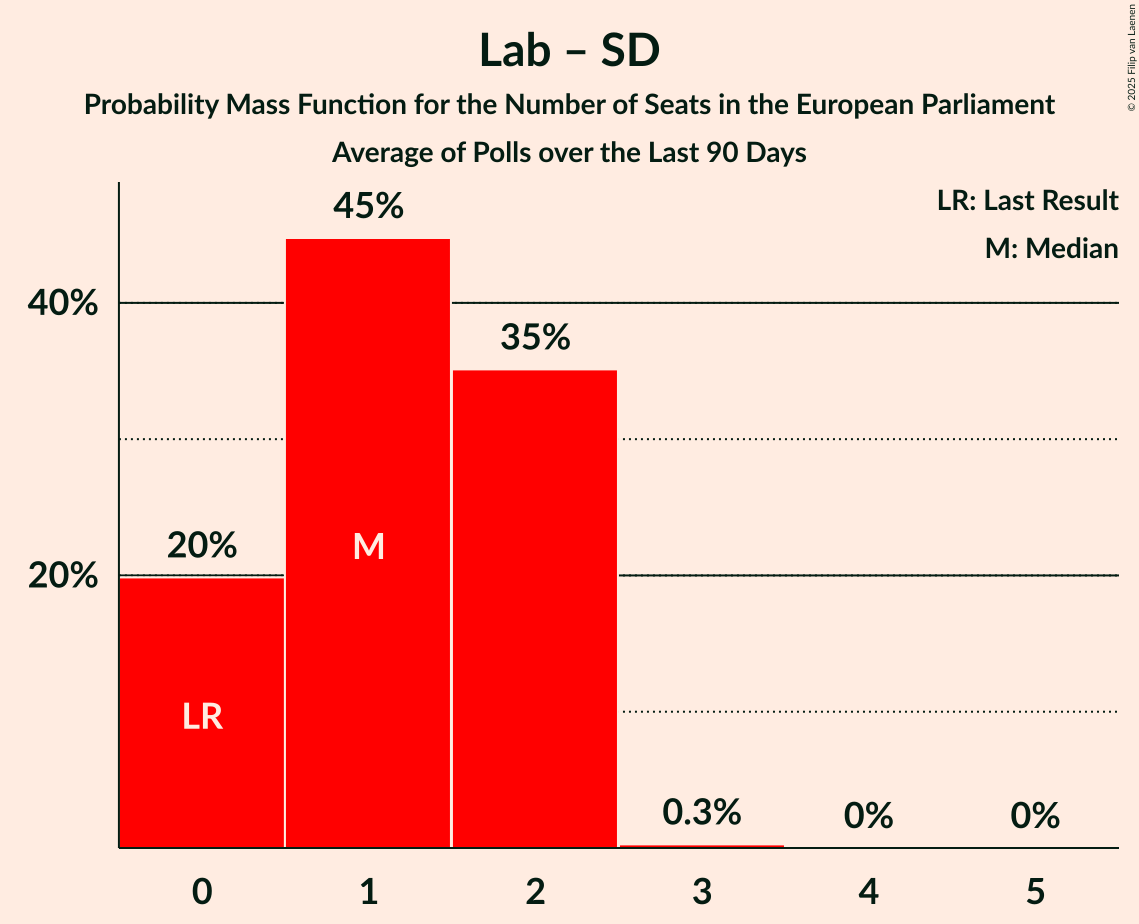 Lab – SD
Probability Mass Function for the Number of Seats in the European Parliament
Average of Polls over the Last 90 Days
© 2025 Filip van Laenen
LR: Last Result
M: Median
45%
40%
35%
20%
20%
M
LR
0.3%
0%
0%
0
1
2
3
4
5